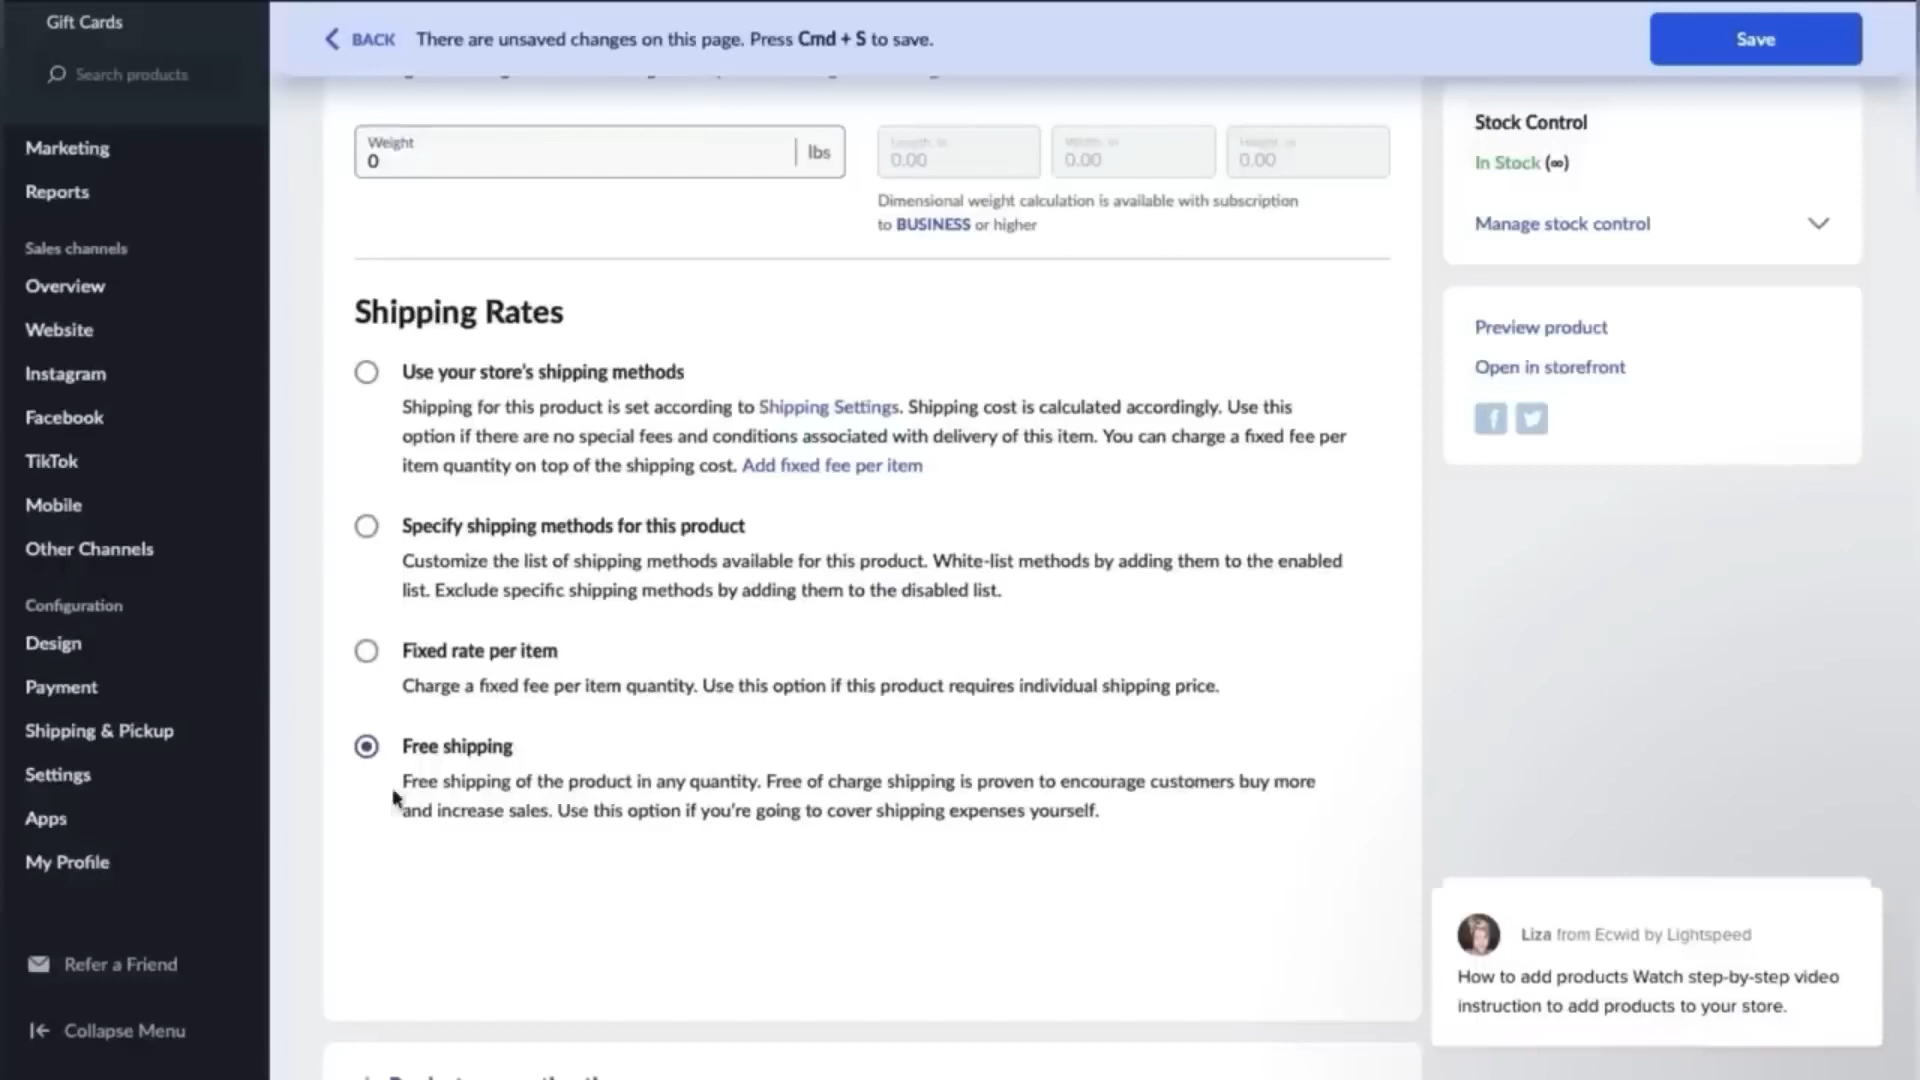 Gift Cards
Search products
Marketing
Reports
Sales channels
Overview
Website
Instagram
Facebook
TikTok
Mobile
Other Channels
Configuration
Design
Payment
Shipping & Pickup
Settings
Apps
My Profile
Refer a Friend
Collapse Menu
BACK There are unsaved changes on this page. Press Cmd + S to save.
Save
Weight
0
lbs
0.00
0.00
0.00
Dimensional weight calculation is available with subscription
to BUSINESS or higher
Shipping Rates
Use your store's shipping methods
Shipping for this product is set according to Shipping Settings. Shipping cost is calculated accordingly. Use this
option if there are no special fees and conditions associated with delivery of this item. You can charge a fixed fee per
item quantity on top of the shipping cost. Add fixed fee per item
Specify shipping methods for this product
Customize the list of shipping methods available for this product. White-list methods by adding them to the enabled
list. Exclude specific shipping methods by adding them to the disabled list.
Fixed rate per item
Charge a fixed fee per item quantity. Use this option if this product requires individual shipping price.
Free shipping
Free shipping of the product in any quantity. Free of charge shipping is proven to encourage customers buy more
and increase sales. Use this option if you're going to cover shipping expenses yourself.
Stock Control
In Stock (∞)
Manage stock control
Preview product
Open in storefront
Liza from Ecwid by Lightspeed
How to add products Watch step-by-step video
instruction to add products to your store.